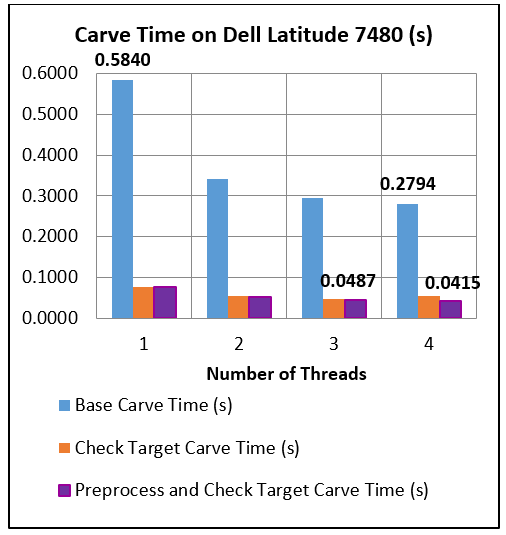 Carve Time on Dell Latitude 7480 (s)
0.5840
0.6000
0.5000
0.4000
0.3000
0.2000
0.1000
0.0000
0.2794
0.0487
0.0415
1 2 3 4
Number of Threads
Base Carve Time (s)
Check Target Carve Time (s)
Preprocess and Check Target Carve Time (s)